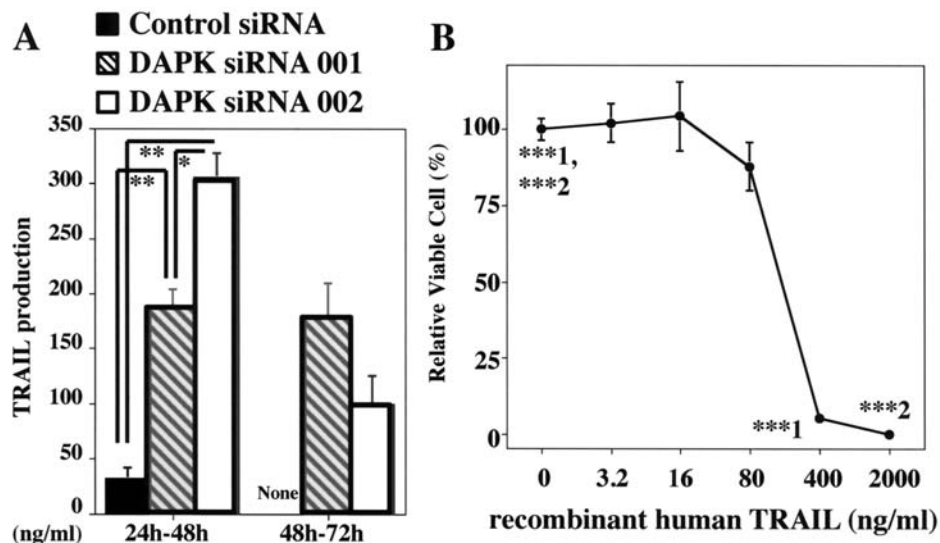 A
Control siRNA
DAPK siRNA 001
DAPK siRNA 002
TRAIL production
350
300
250
200
150
100
50
0
**
**
*
None
(ng/ml)
24h-48h
48h-72h
B
Relative Viable Cell (%)
100
75
50
25
0
***1,
***2
***1
***2
0 3.2 16 80 400 2000
recombinant human TRAIL (ng/ml)